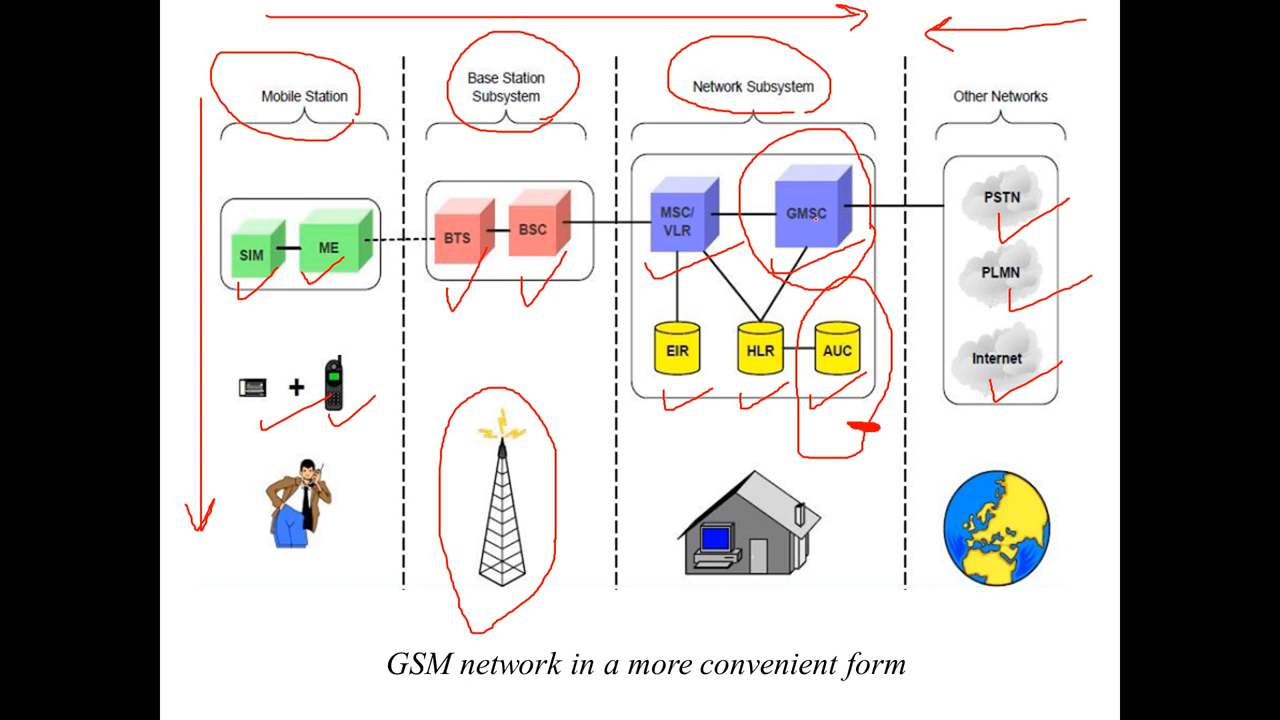 Mobile Station
Base Station
Subsystem
Network Subsystem
Other Networks
SIM
ME
BTS
BSC
MSC/
VLR
GMSC
EIR
HLR
AUC
PSTN
PLMN
Internet
+
GSM network in a more convenient form